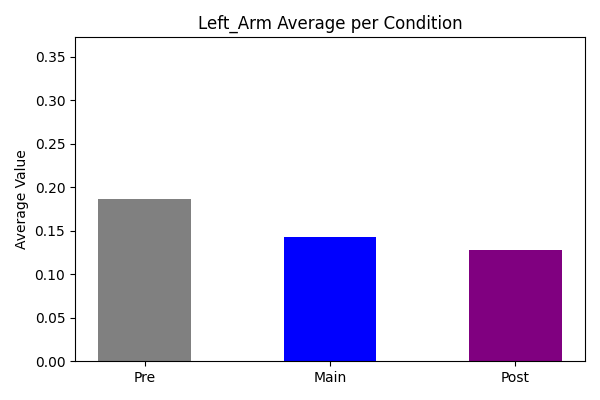 Left_Arm Average per Condition
Average Value
0.35
0.30
0.25
0.20
0.15
0.10
0.05
0.00
Pre
Main
Post